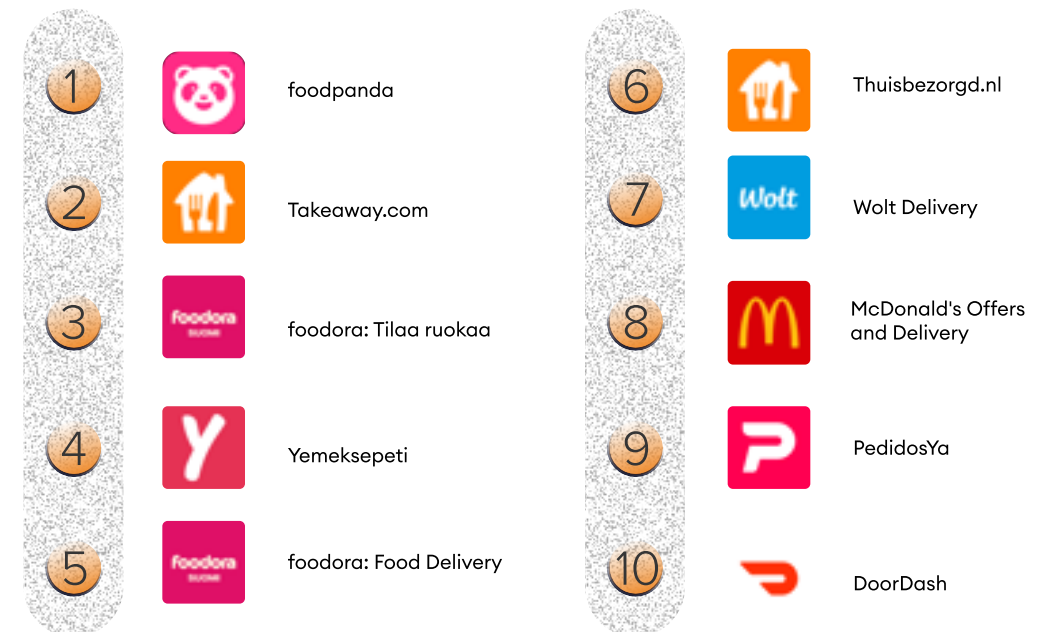 1
foodpanda
2
Takeaway.com
3
foodora
SUOMI
foodora: Tilaa ruokaa
4
Y
Yemeksepeti
5
foodora
SUOMI
foodora: Food Delivery
6
Thuisbezorgd.nl
7
Wolt
Wolt Delivery
8
McDonald's Offers
and Delivery
9
PedidosYa
10
DoorDash